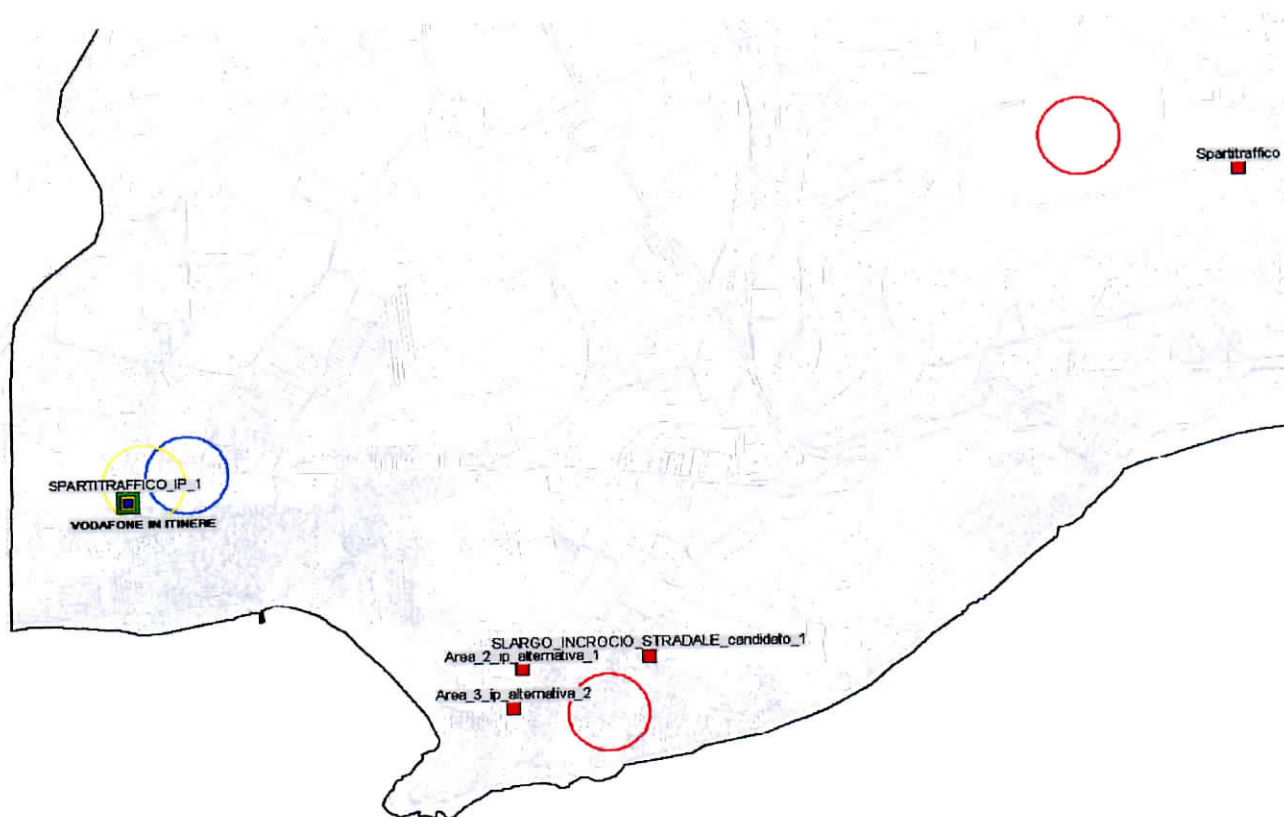 Spartitraffico
SPARTITRAFFICO_IP_1
VODAFONE IN ITINERE
SLARGO_INCROCIO_STRADALE_candidato_1
Area_2_ip_alternativa_1
Area_3_ip_alternativa_2